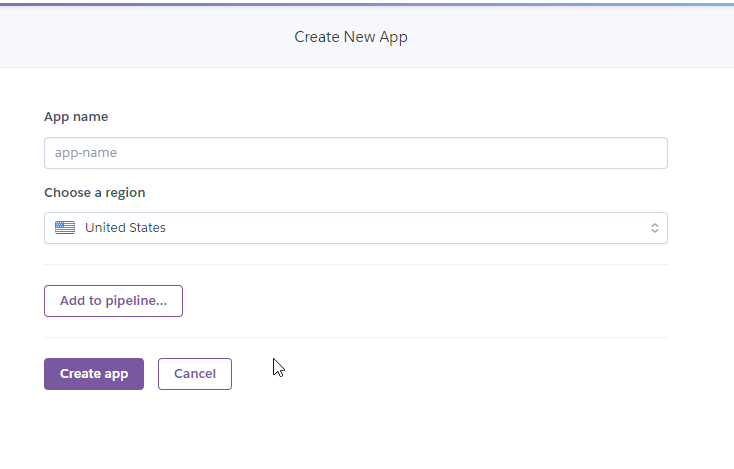 Create New App
App name
app-name
Choose a region
United States
Add to pipeline...
Create app
Cancel